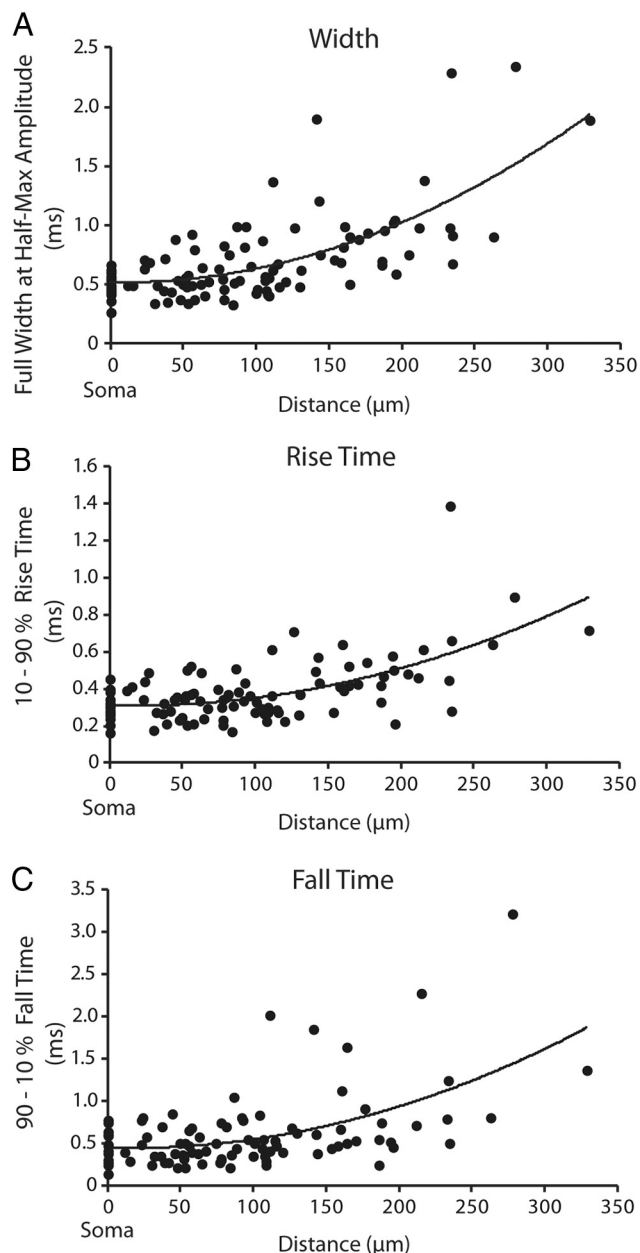 A
Width
Full Width at Half-Max Amplitude
(ms)
2.5
2.0
1.5
1.0
0.5
0
0 50 100 150 200 250 300 350
Soma
Distance (μm)
B
Rise Time
10 - 90 % Rise Time
(ms)
1.6
1.4
1.2
1.0
0.8
0.6
0.4
0.2
0
0 50 100 150 200 250 300 350
Soma
Distance (μm)
C
Fall Time
90 - 10 % Fall Time
(ms)
3.5
3.0
2.5
2.0
1.5
1.0
0.5
0
0 50 100 150 200 250 300 350
Soma
Distance (μm)